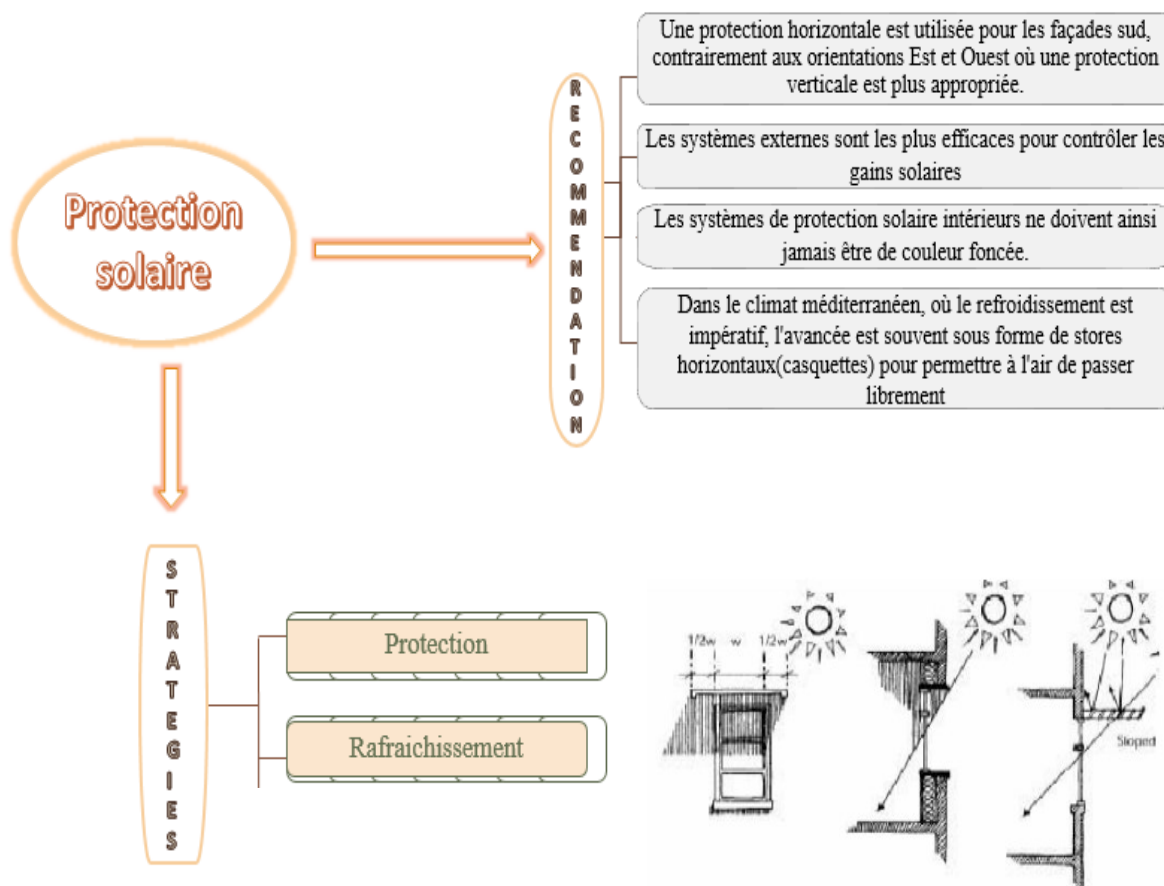 Protection
solaire
RECOMMENDATION
Une protection horizontale est utilisée pour les façades sud,
contrairement aux orientations Est et Ouest où une protection
verticale est plus appropriée.
Les systèmes externes sont les plus efficaces pour contrôler les
gains solaires
Les systèmes de protection solaire intérieurs ne doivent ainsi
jamais être de couleur foncée.
Dans le climat méditerranéen, où le refroidissement est
impératif, l'avancée est souvent sous forme de stores
horizontaux(casquettes) pour permettre à l'air de passer
librement
STRATEGIES
Protection
Rafraichissement
1/2w w 1/2w
Sloped